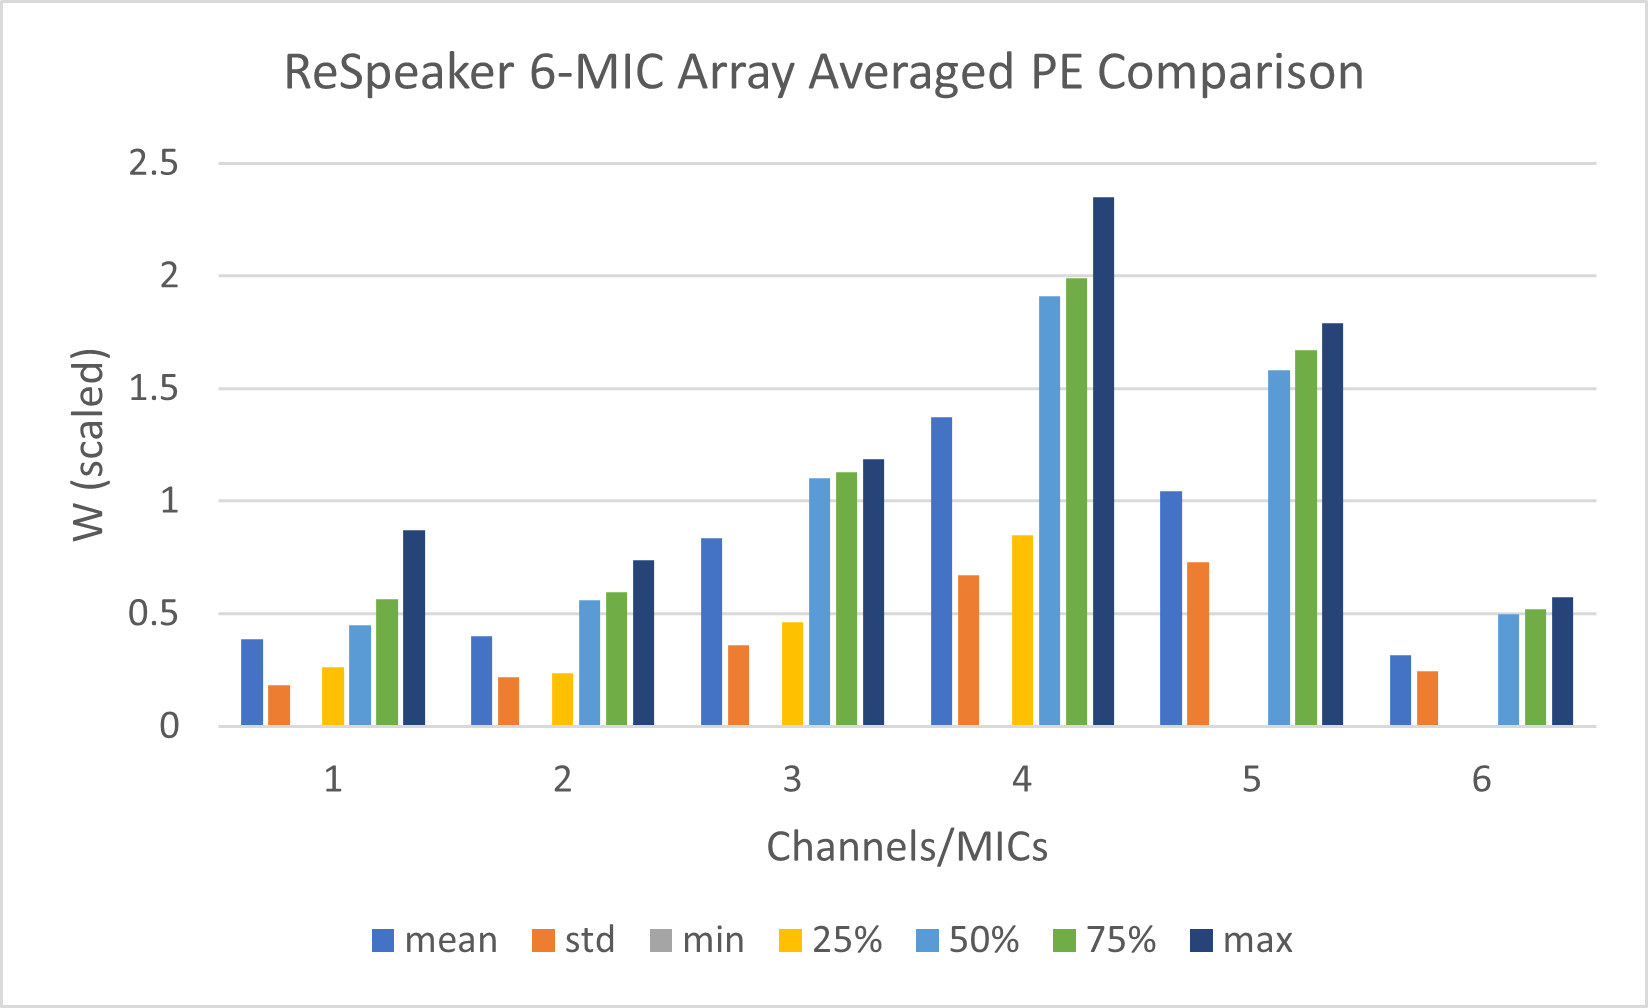 ReSpeaker 6-MIC Array Averaged PE Comparison
2.5
2
1.5
1
0.5
0
W (scaled)
1 2 3 4 5 6
Channels/MICs
mean std min 25% 50% 75% max